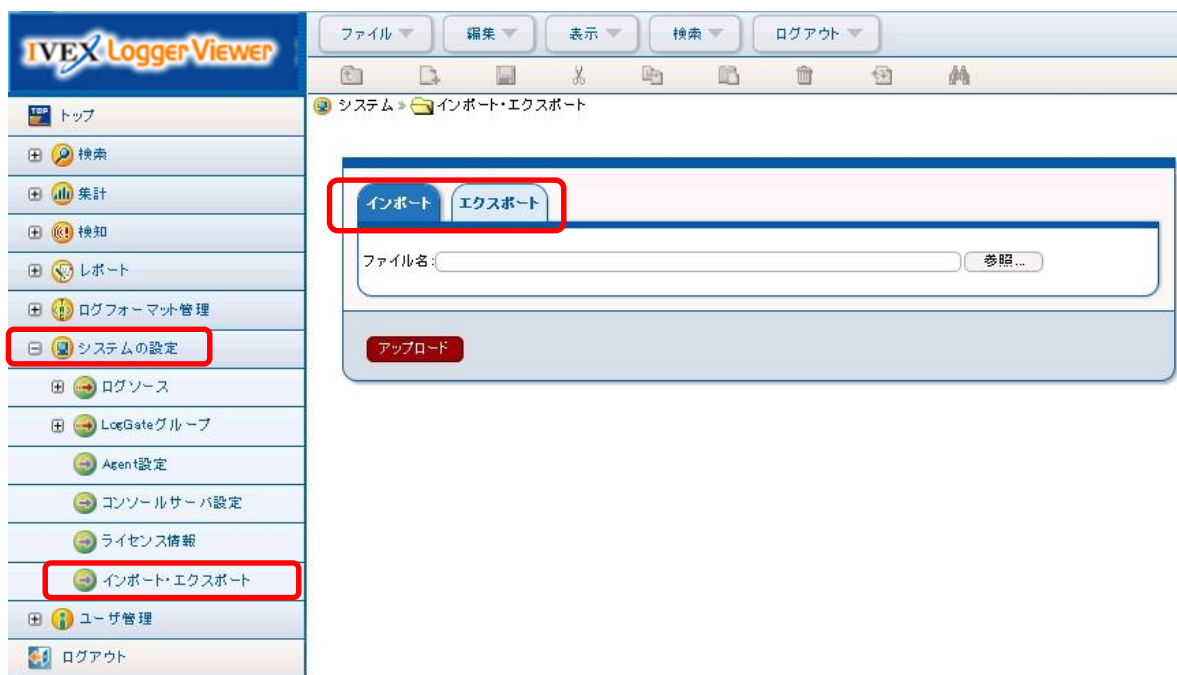 IVEX Logger Viewer
ファイル 編集 表示 検索 ログアウト
システム » インポート・エクスポート
TOP トップ
検索
集計
検知
レポート
ログフォーマット管理
システムの設定
ログソース
LogGateグループ
Agent設定
コンソールサーバ設定
ライセンス情報
インポート・エクスポート
ユーザ管理
ログアウト
インポート エクスポート
ファイル名: 参照...
アップロード